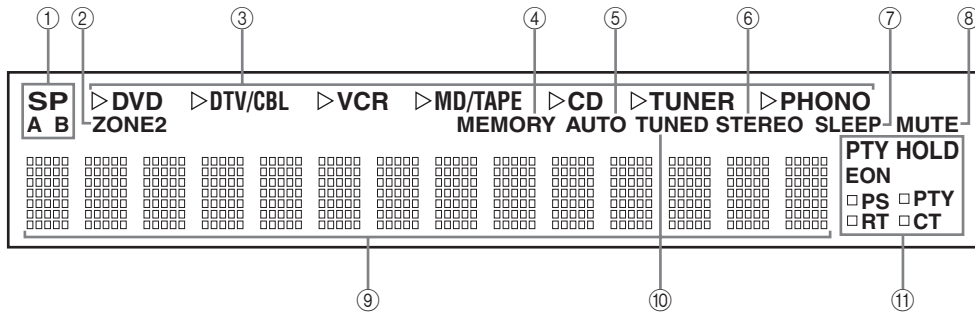 ① ② ③ ④ ⑤ ⑥ ⑦ ⑧
SP ▷DVD ▷DTV/CBL ▷VCR ▷MD/TAPE ▷CD ▷TUNER ▷PHONO
A B ZONE2 MEMORY AUTO TUNED STEREO SLEEP MUTE
PTY HOLD
EON
PS PTY
RT CT
⑨ ⑩ ⑪